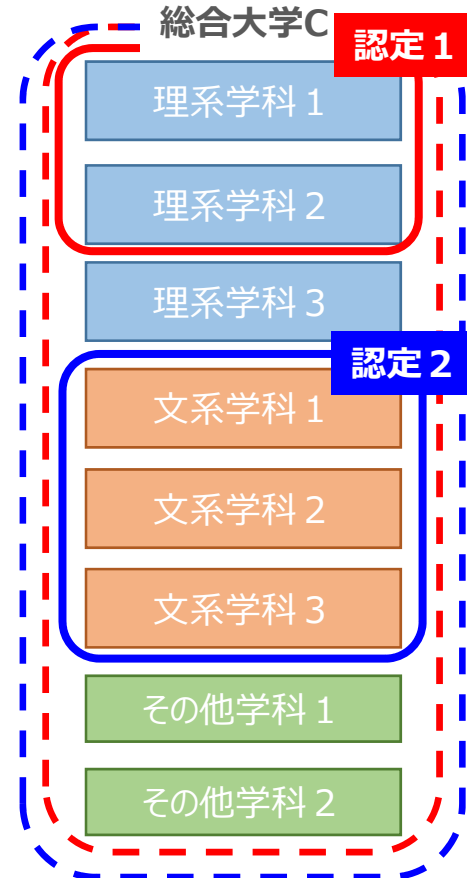 総合大学C
認定１
理系学科１
理系学科２
理系学科３
認定２
文系学科１
文系学科２
文系学科３
その他学科１
その他学科２